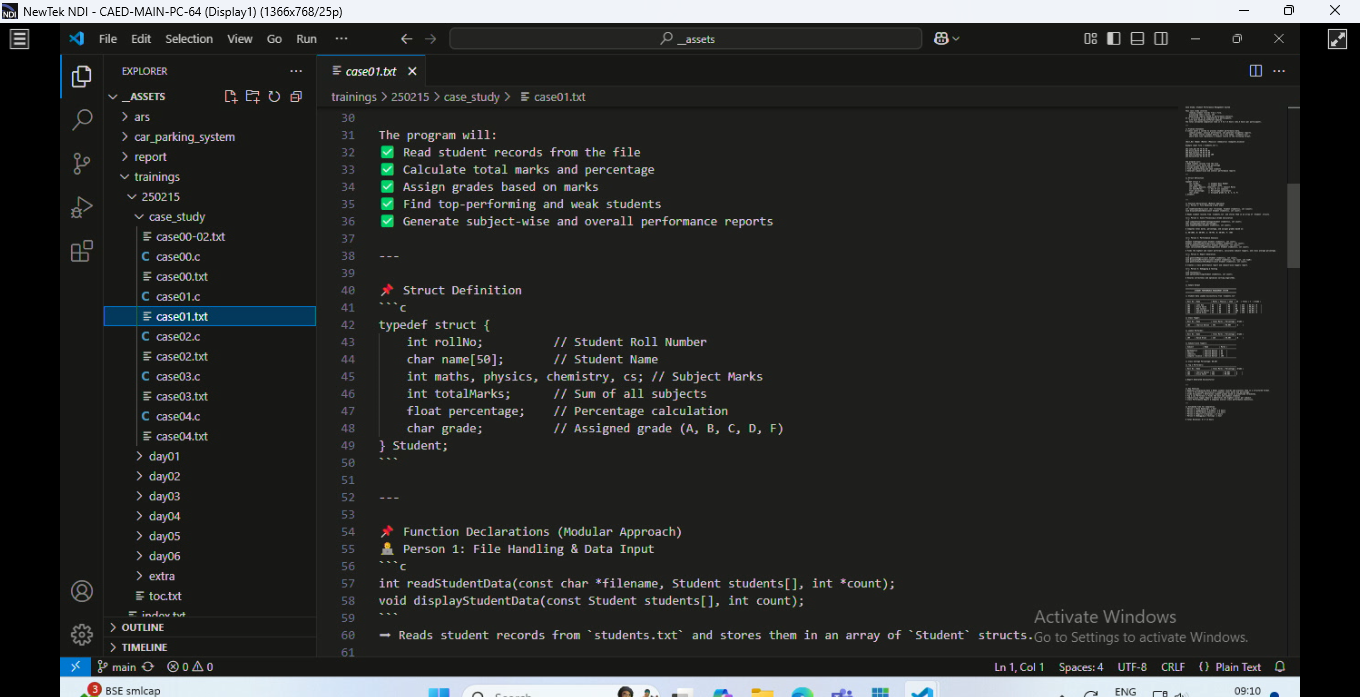 NewTek NDI - CAED-MAIN-PC-64 (Display1) (1366x768/25p)
File Edit Selection View Go Run ···
_assets
EXPLORER ···
case01.txt
_ASSETS
trainings > 250215 > case_study > case01.txt
ars
car_parking_system
report
trainings
250215
case_study
case00-02.txt
C case00.c
case00.txt
C case01.c
case01.txt
C case02.c
case02.txt
C case03.c
case03.txt
C case04.c
case04.txt
day01
day02
day03
day04
day05
day06
extra
toc.txt
index.txt
OUTLINE
TIMELINE
30
31 The program will:
32 ✅ Read student records from the file
33 ✅ Calculate total marks and percentage
34 ✅ Assign grades based on marks
35 ✅ Find top-performing and weak students
36 ✅ Generate subject-wise and overall performance reports
37
38 ---
39
40 📌 Struct Definition
41 ```c
42 typedef struct {
43 int rollNo; // Student Roll Number
44 char name[50]; // Student Name
45 int maths, physics, chemistry, cs; // Subject Marks
46 int totalMarks; // Sum of all subjects
47 float percentage; // Percentage calculation
48 char grade; // Assigned grade (A, B, C, D, F)
49 } Student;
50 ```
51
52 ---
53
54 📌 Function Declarations (Modular Approach)
55 Person 1: File Handling & Data Input
56 ```c
57 int readStudentData(const char *filename, Student students[], int *count);
58 void displayStudentData(const Student students[], int count);
59 ```
60 ➡ Reads student records from `students.txt` and stores them in an array of `Student` structs.
61
Activate Windows
Go to Settings to activate Windows.
main 0 0 Ln 1, Col 1 Spaces: 4 UTF-8 CRLF {} Plain Text
3 BSE smlcap Search ENG 09:10